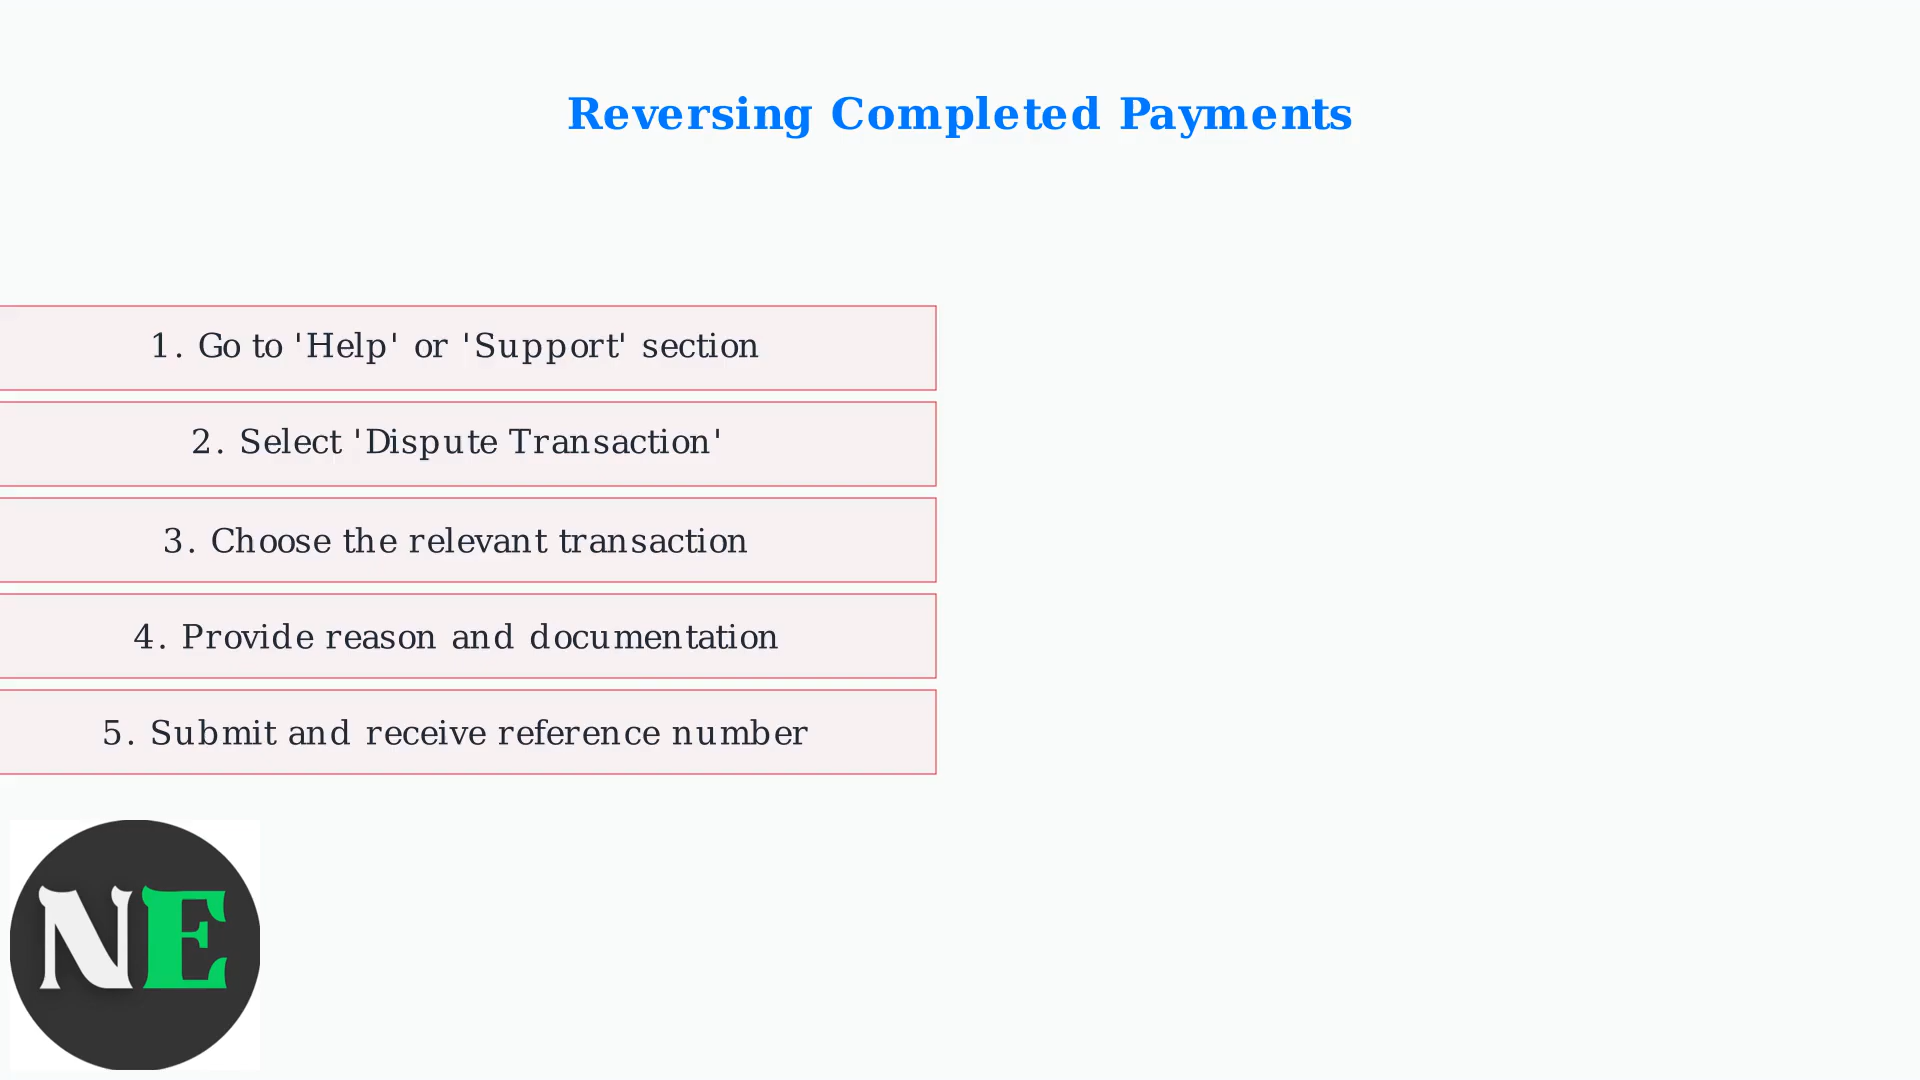 Reversing Completed Payments
1. Go to 'Help' or 'Support' section
2. Select 'Dispute Transaction'
3. Choose the relevant transaction
4. Provide reason and documentation
5. Submit and receive reference number
NE